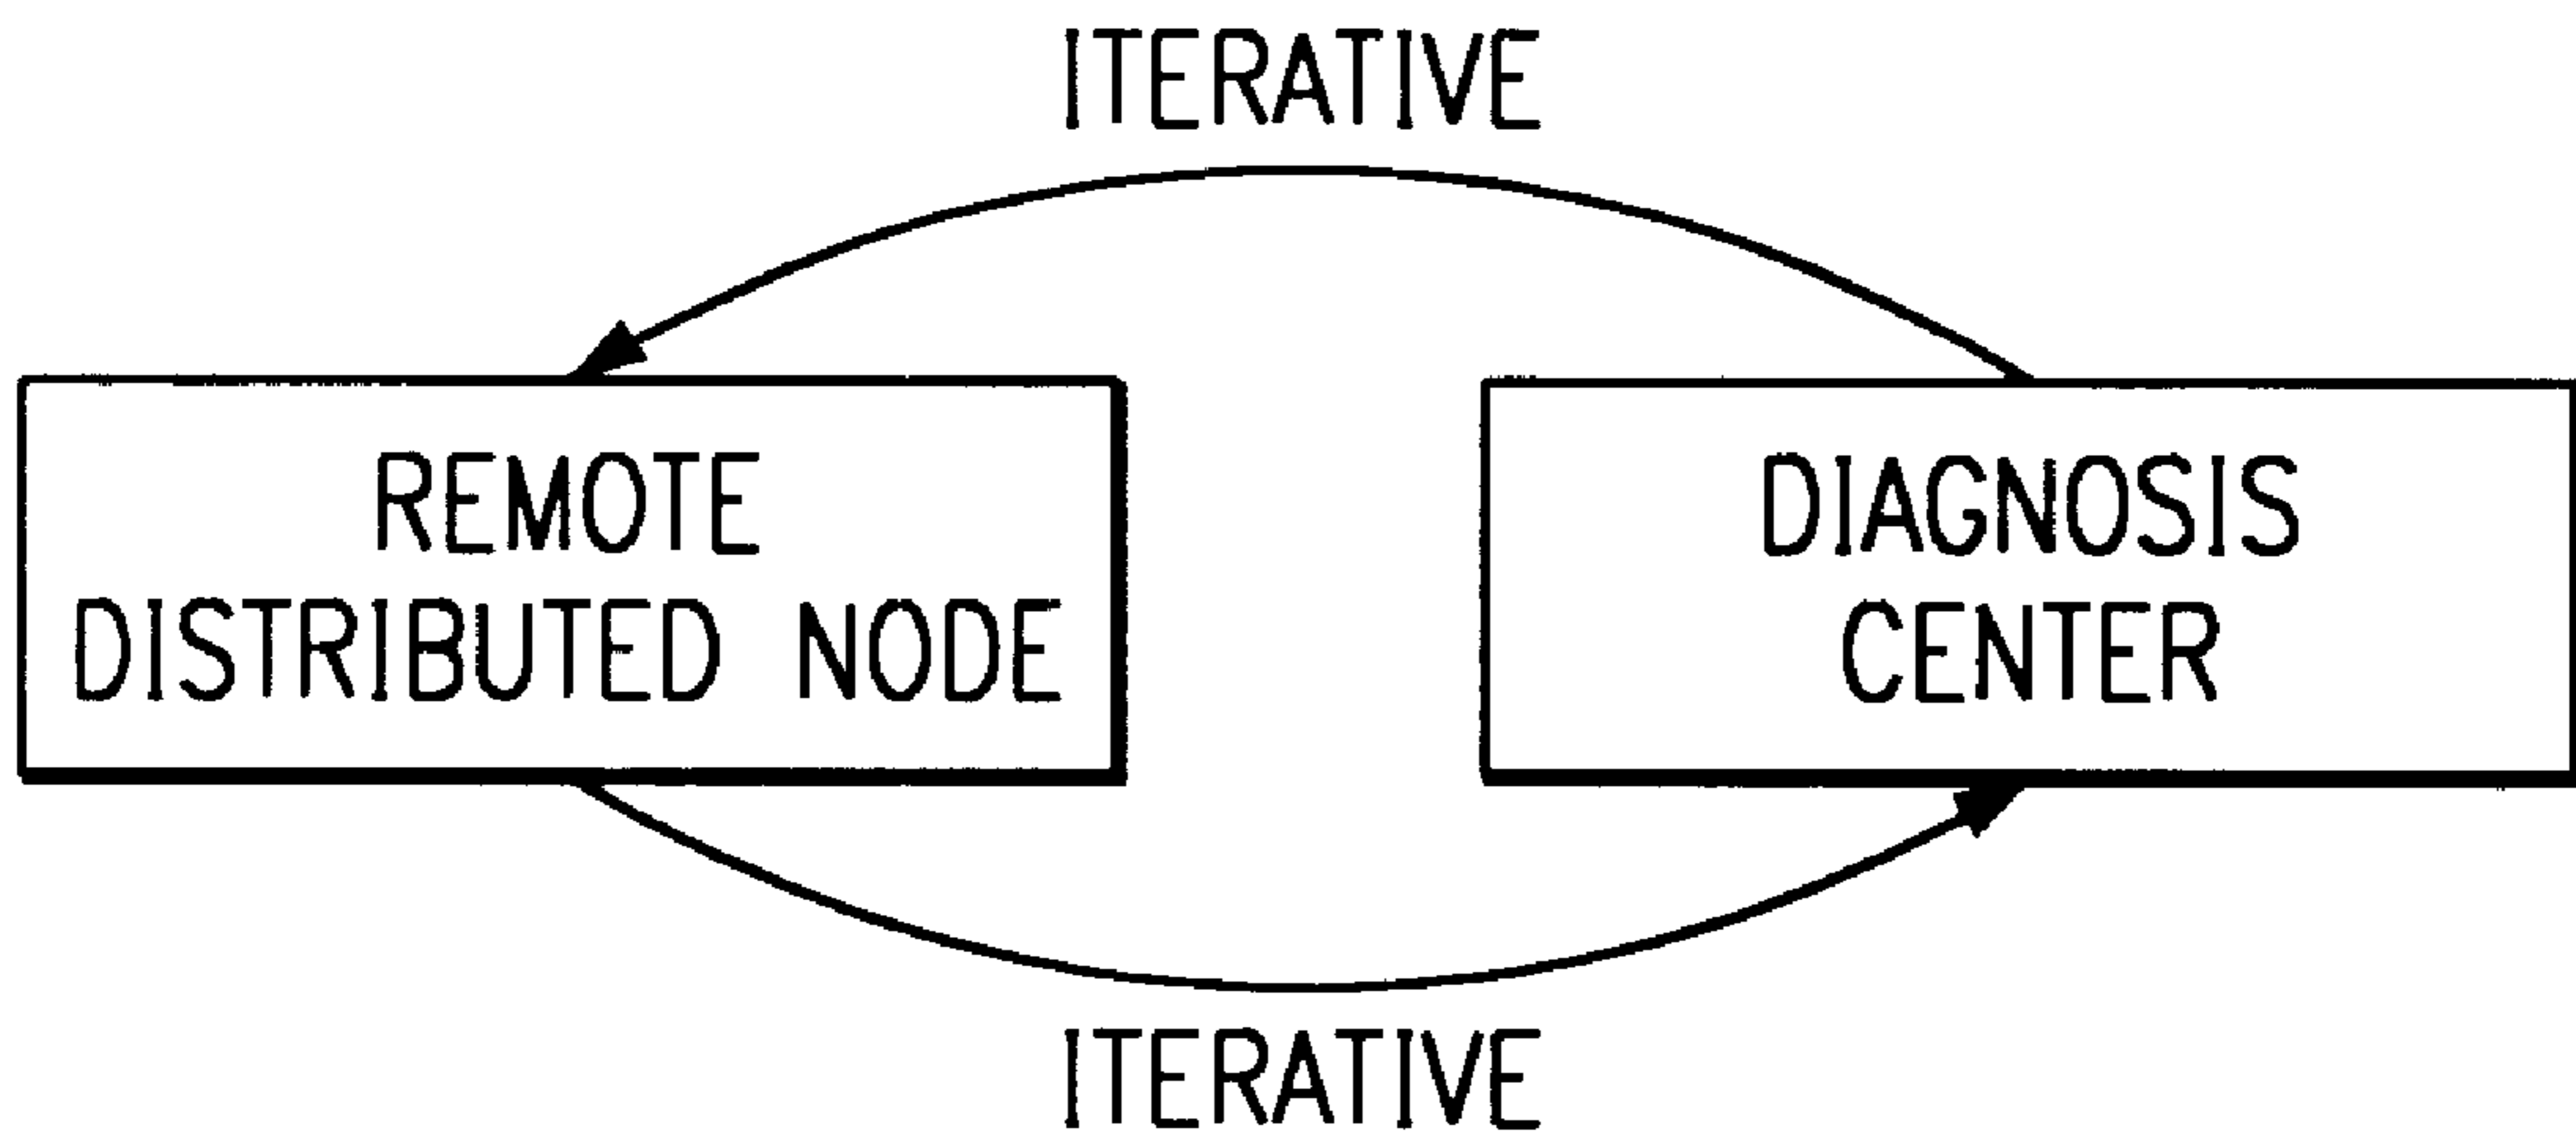 ITERATIVE
REMOTE
DISTRIBUTED NODE
DIAGNOSIS
CENTER
ITERATIVE